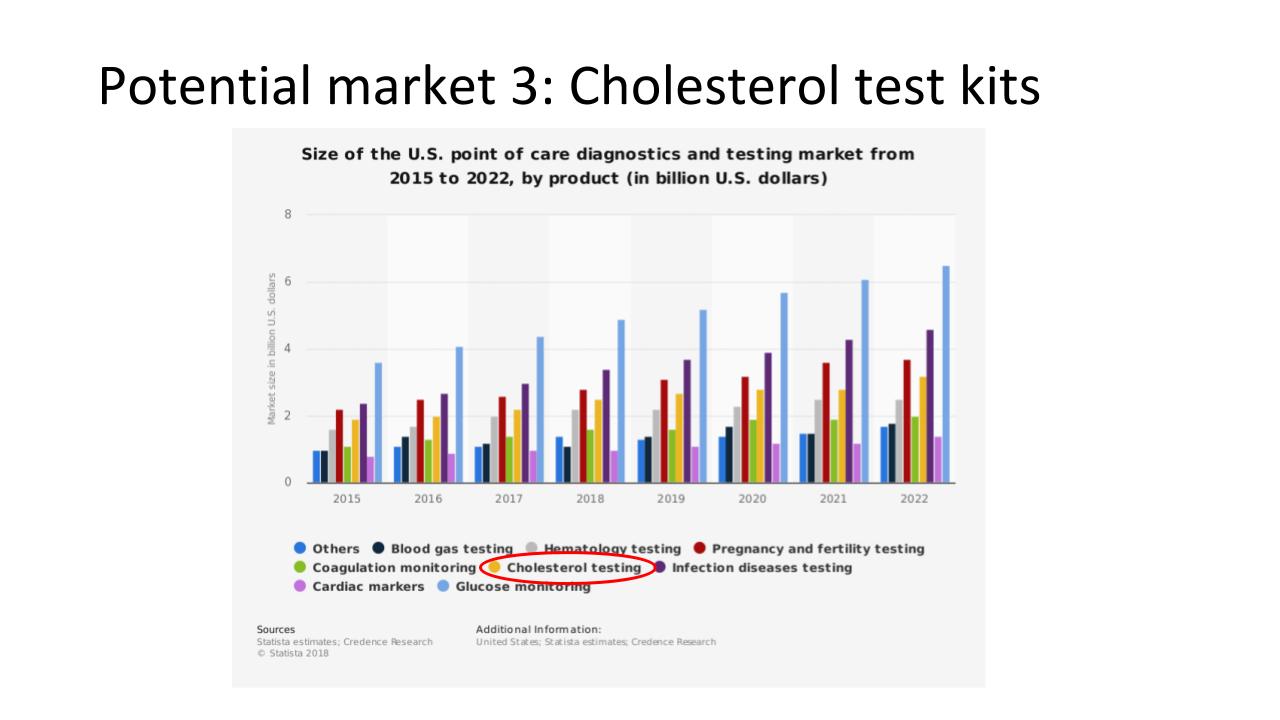 Potential market 3: Cholesterol test kits
Size of the U.S. point of care diagnostics and testing market from
2015 to 2022, by product (in billion U.S. dollars)
Market size in billion U.S. dollars
8
6
4
2
0
2015 2016 2017 2018 2019 2020 2021 2022
Others Blood gas testing Hematology testing Pregnancy and fertility testing
Coagulation monitoring Cholesterol testing Infection diseases testing
Cardiac markers Glucose monitoring
Sources Additional Information:
Statista estimates; Credence Research United States; Statista estimates; Credence Research
© Statista 2018